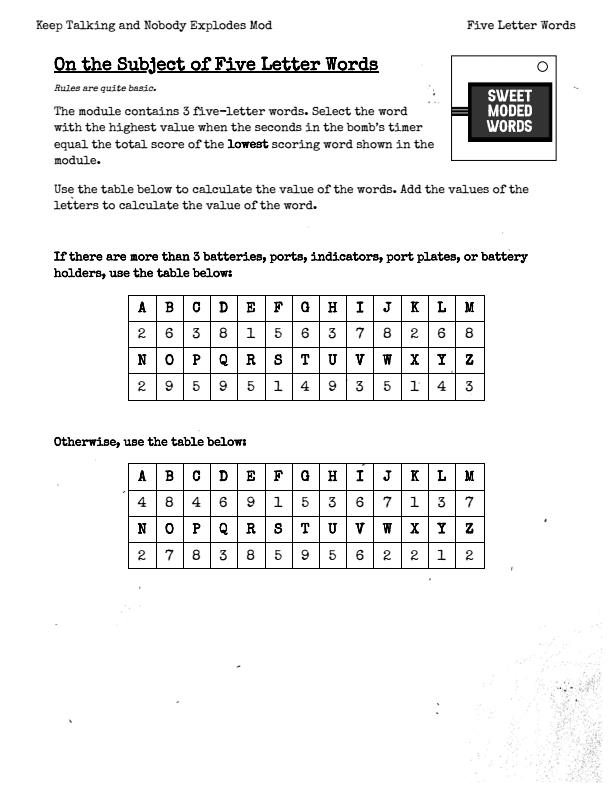 Keep Talking and Nobody Explodes Mod Five Letter Words
On the Subject of Five Letter Words
Rules are quite basic.
The module contains 3 five-letter words. Select the word
with the highest value when the seconds in the bomb's timer
equal the total score of the lowest scoring word shown in the
module.
SWEET
MODED
WORDS
Use the table below to calculate the value of the words. Add the values of the
letters to calculate the value of the word.
If there are more than 3 batteries, ports, indicators, port plates, or battery
holders, use the table below:
A B C D E F G H I J K L M
2 6 3 8 1 5 6 3 7 8 2 6 8
N O P Q R S T U V W X Y Z
2 9 5 9 5 1 4 9 3 5 1 4 3
Otherwise, use the table below:
A B C D E F G H I J K L M
4 8 4 6 9 1 5 3 6 7 1 3 7
N O P Q R S T U V W X Y Z
2 7 8 3 8 5 9 5 6 2 2 1 2